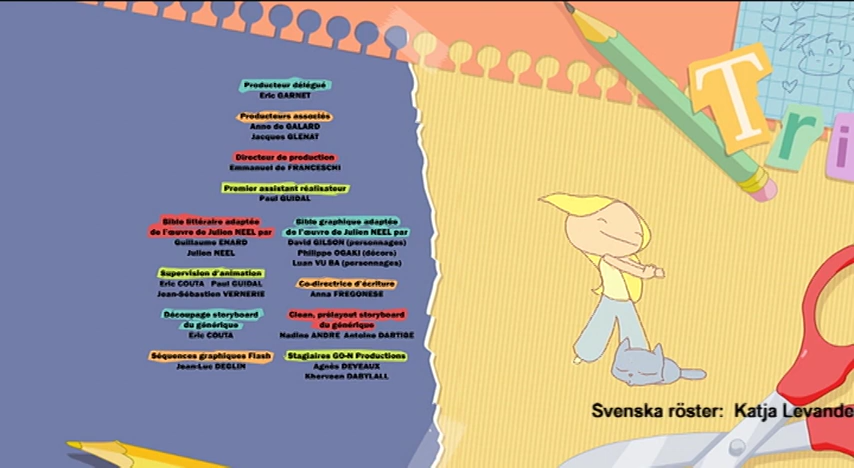 Producteur délégué
Eric GARNET
Producteurs associés
Anne de GALARD
Jacques GLENAT
Directeur de production
Emmanuel de FRANCESCHI
Premier assistant réalisateur
Paul GUIDAL
Bible littéraire adaptée
de l'œuvre de Julien NEEL par
Guillaume ENARD
Julien NEEL
Bible graphique adaptée
de l'œuvre de Julien NEEL par
David GILSON (personnages)
Philippe OGAKI (décors)
Luan VU BA (personnages)
Supervision d'animation
Eric COUTA Paul GUIDAL
Jean-Sébastien VERNERIE
Co-directrice d'écriture
Anna FREGONESE
Découpage storyboard
du générique
Eric COUTA
Clean, prélayout storyboard
du générique
Nadine ANDRE Antoine DARTIGE
Séquences graphiques Flash
Jean-Luc DEGLIN
Stagiaires GO-N Productions
Agnès DEVEAUX
Kherveen DABYLALL
Tri
Svenska röster: Katja Levande